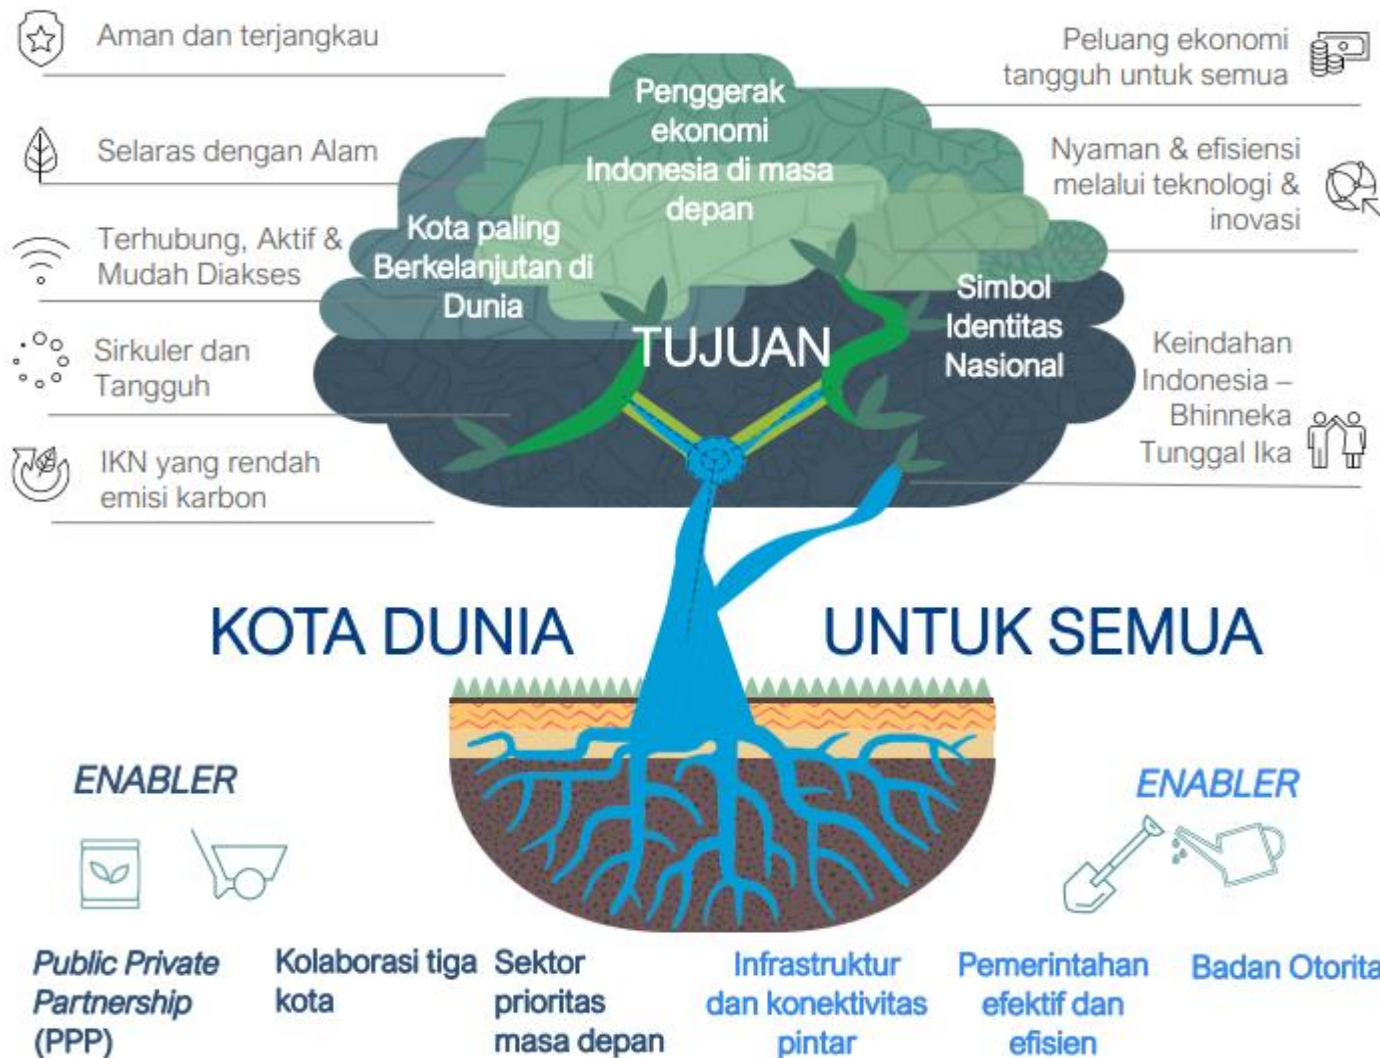 Aman dan terjangkau
Selaras dengan Alam
Terhubung, Aktif &
Mudah Diakses
Sirkuler dan
Tangguh
IKN yang rendah
emisi karbon
Penggerak
ekonomi
Indonesia di masa
depan
Kota paling
Berkelanjutan di
Dunia
TUJUAN
Simbol
Identitas
Nasional
Peluang ekonomi
tangguh untuk semua
Nyaman & efisiensi
melalui teknologi &
inovasi
Keindahan
Indonesia –
Bhinneka
Tunggal Ika
KOTA DUNIA UNTUK SEMUA
ENABLER
Public Private
Partnership
(PPP)
Kolaborasi tiga
kota
Sektor
prioritas
masa depan
ENABLER
Infrastruktur
dan konektivitas
pintar
Pemerintahan
efektif dan
efisien
Badan Otorita